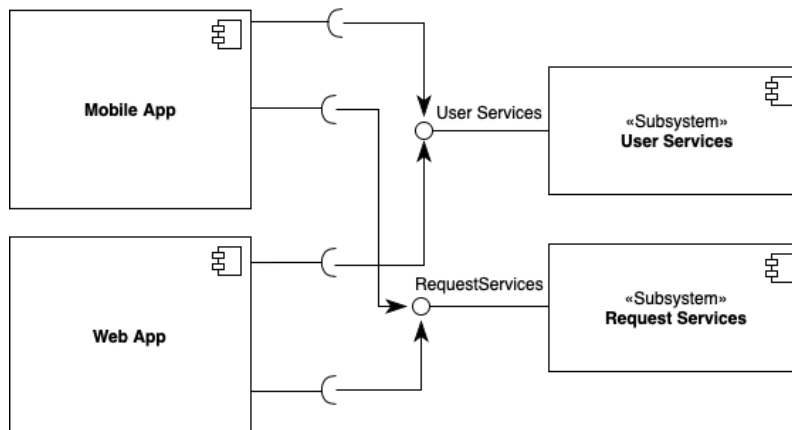 Mobile App
User Services
«Subsystem»
User Services
Web App
RequestServices
«Subsystem»
Request Services